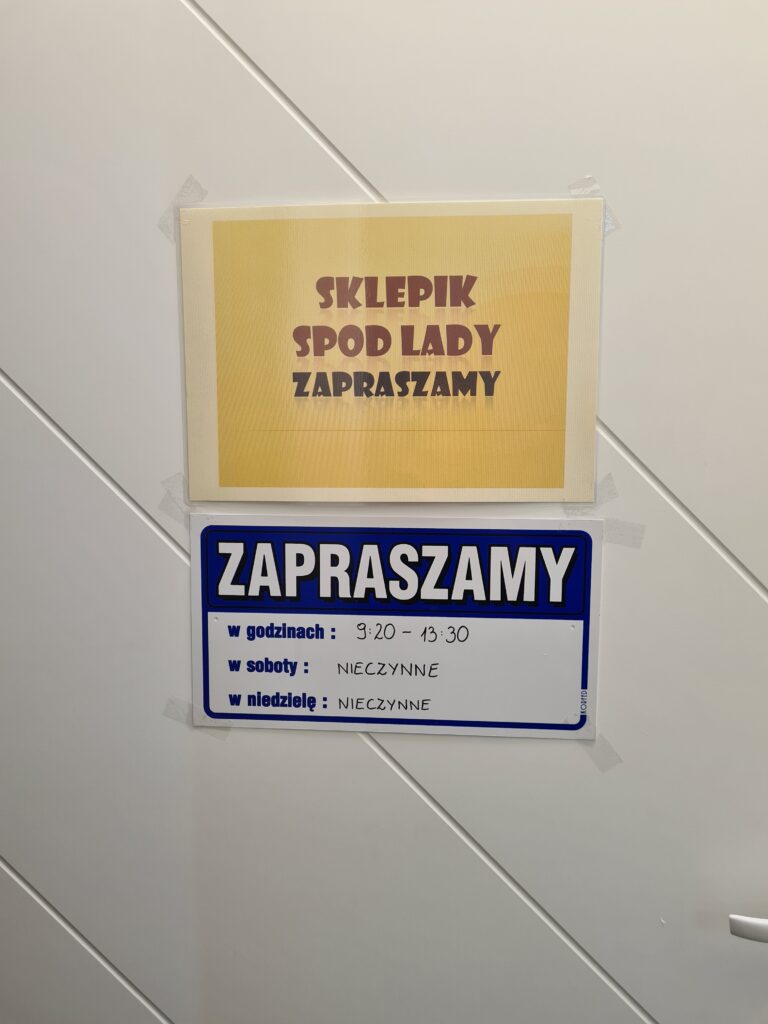 SKLEPIK
SPOD LADY
ZAPRASZAMY
ZAPRASZAMY
w godzinach : 9:20 - 13:30
w soboty : NIECZYNNE
w niedzielę : NIECZYNNE